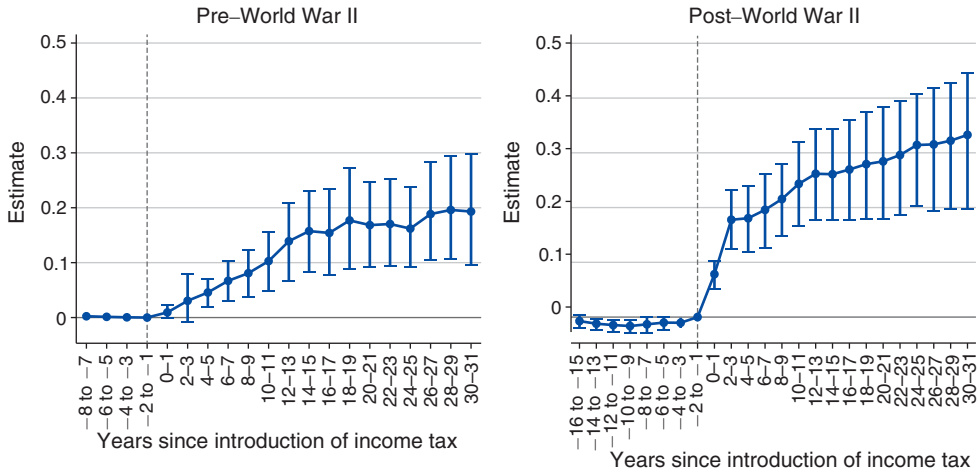 Pre–World War II
0.5
0.4
0.3
0.2
0.1
0
Estimate
−8 to −7
−6 to −5
−4 to −3
−2 to −1
0–1
2–3
4–5
6–7
8–9
10–11
12–13
14–15
16–17
18–19
20–21
22–23
24–25
26–27
28–29
30–31
Years since introduction of income tax
Post–World War II
0.5
0.4
0.3
0.2
0.1
0
Estimate
−16 to −15
−14 to −13
−12 to −11
−10 to −9
−8 to −7
−6 to −5
−4 to −3
−2 to −1
0–1
2–3
4–5
6–7
8–9
10–11
12–13
14–15
16–17
18–19
20–21
22–23
24–25
26–27
28–29
30–31
Years since introduction of income tax